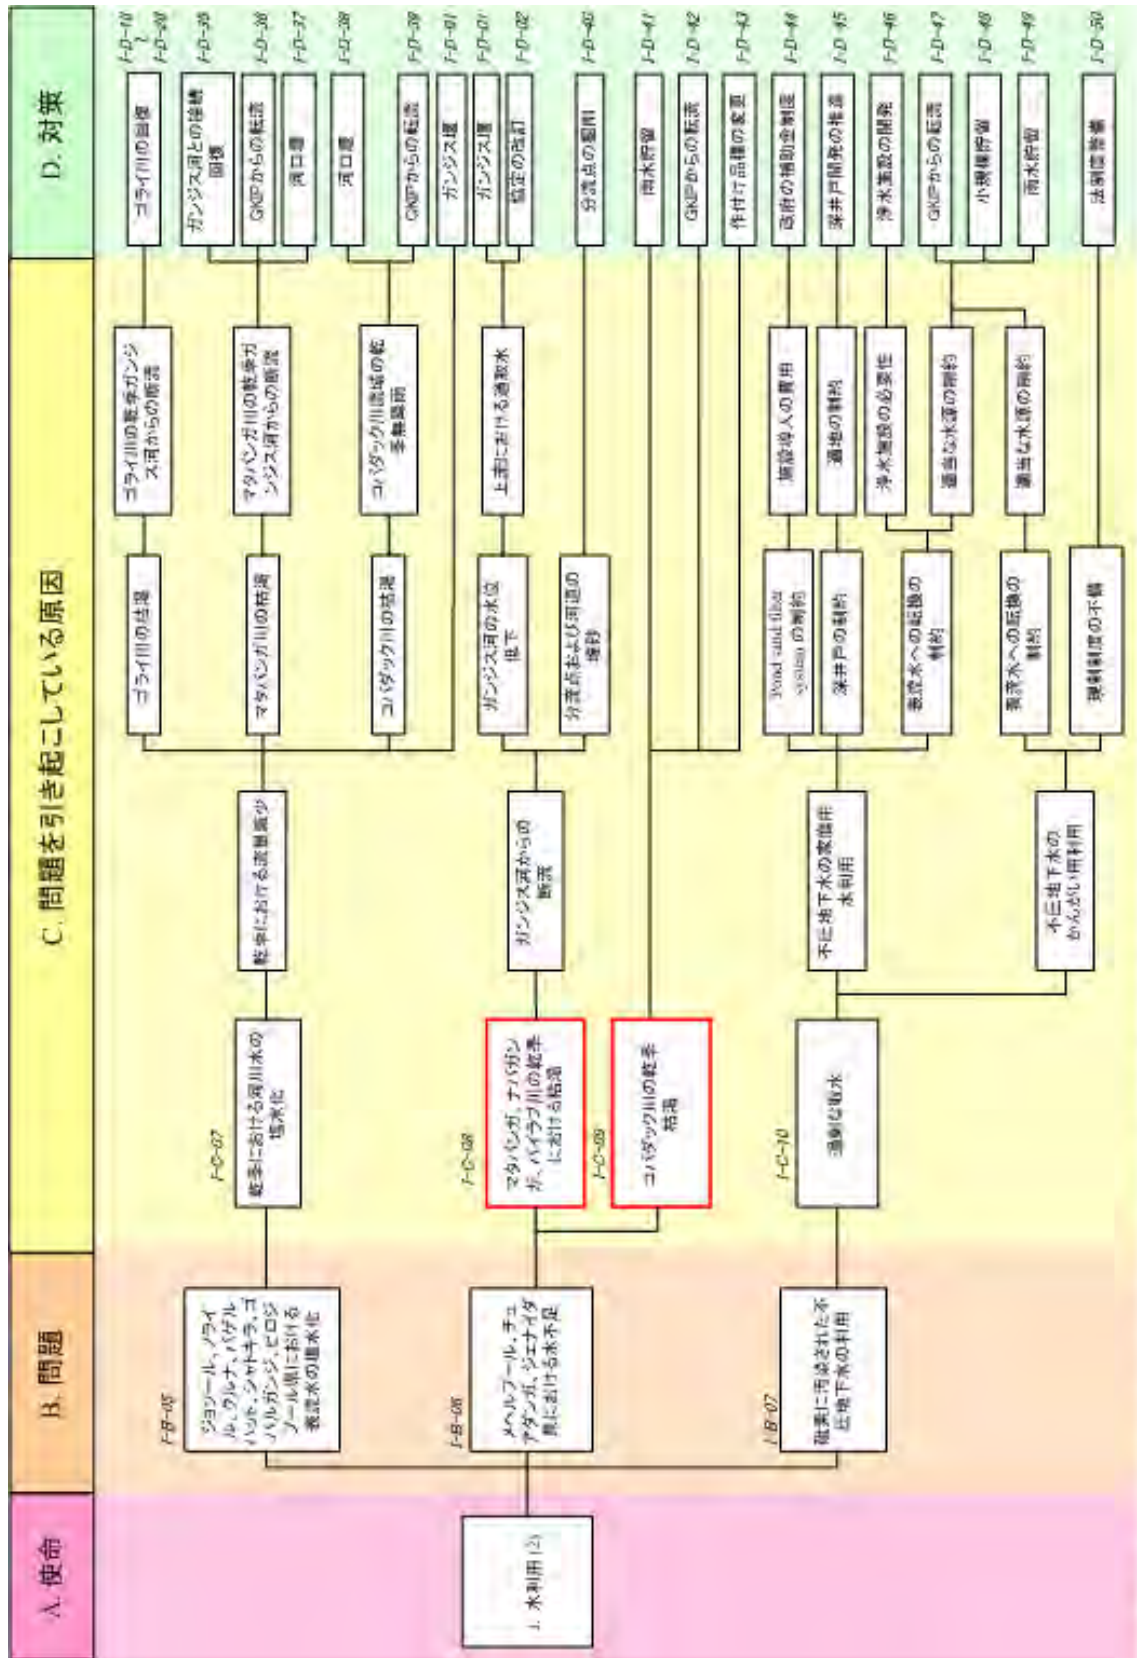 A. 使命
B. 問題
C. 問題を引き起こしている原因
D. 対策
1. 水利用(2)
I-B-05
ジョソール、ノライ
ル、クルナ、バゲル
ハット、シャトキラ、ゴ
パルガンジ、ピロジ
プール県における
表流水の塩水化
I-C-07
乾季における河川水の
塩水化
乾季における流量減少
ゴライ川の枯渇
ゴライ川の乾季ガンジ
ス河からの断流
ゴライ川の回復
I-D-10
~
I-D-20
マタバンガ川の枯渇
マタバンガ川の乾季ガ
ンジス河からの断流
ガンジス河との接続
回復
I-D-35
GKIPからの転流
I-D-36
河口堰
I-D-37
コバダック川の枯渇
コバダック川流域の乾
季無降雨
河口堰
I-D-38
GKIPからの転流
I-D-39
ガンジス堰
I-D-01
I-B-06
メヘルプール、チュ
アダンガ、ジェナイダ
県における水不足
I-C-08
マタバンガ、ナバガン
ガ、バイラブ川の乾季
における枯渇
ガンジス河からの
断流
ガンジス河の水位
低下
上流における過取水
ガンジス堰
I-D-01
協定の改訂
I-D-02
分流点および河道の
堆砂
分流点の掘削
I-D-40
I-C-09
コバダック川の乾季
枯渇
雨水貯留
I-D-41
GKIPからの転流
I-D-42
作付け品種の変更
I-D-43
I-B-07
砒素に汚染された不
圧地下水の利用
I-C-10
過剰な取水
不圧地下水の家庭用
水利用
Pond sand filter
system の制約
施設導入の費用
政府の補助金制度
I-D-44
深井戸の制約
適地の制約
深井戸開発の推進
I-D-45
表流水への転換の
制約
浄水施設の必要性
浄水施設の開発
I-D-46
適当な水源の制約
GKIPからの転流
I-D-47
小規模貯留
I-D-48
雨水貯留
I-D-49
不圧地下水の
かんがい用利用
表流水への転換の
制約
適当な水源の制約
規制制度の不備
法制度整備
I-D-50